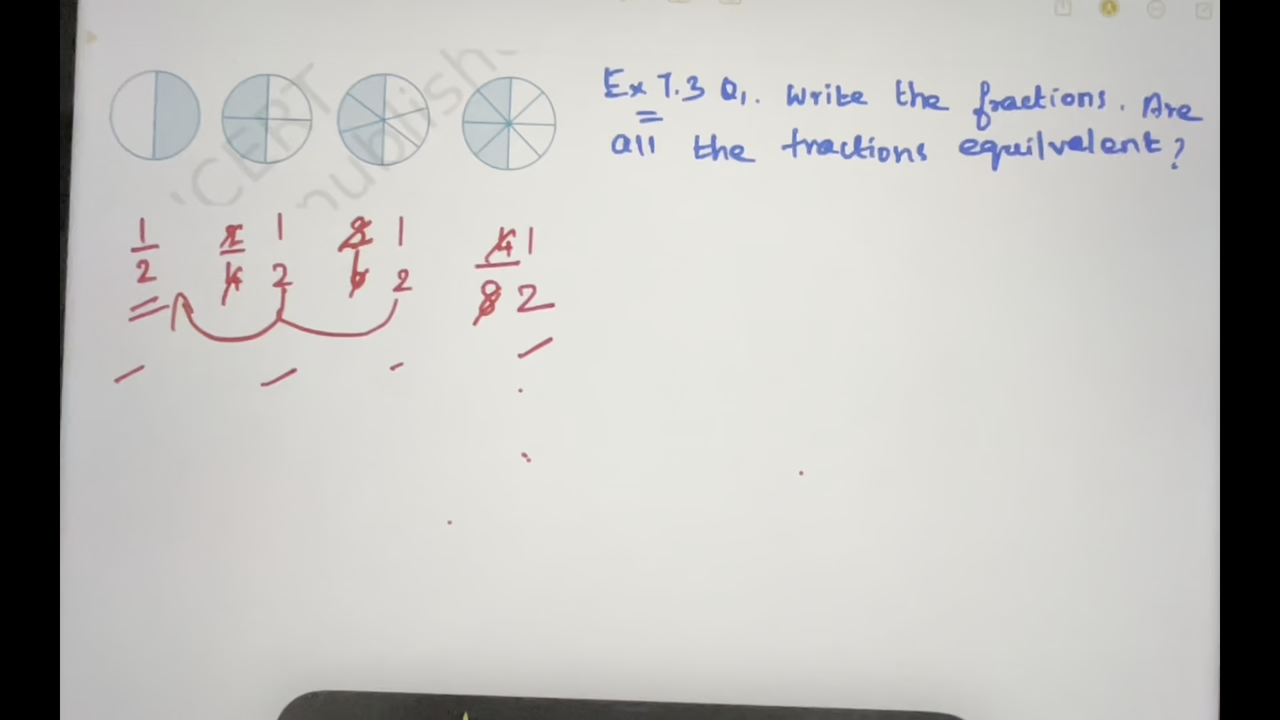 Ex 7.3 Q1. Write the fractions. Are
all the fractions equilvalent?
1/2 2/4 1/2 3/6 1/2 4/8 1/2